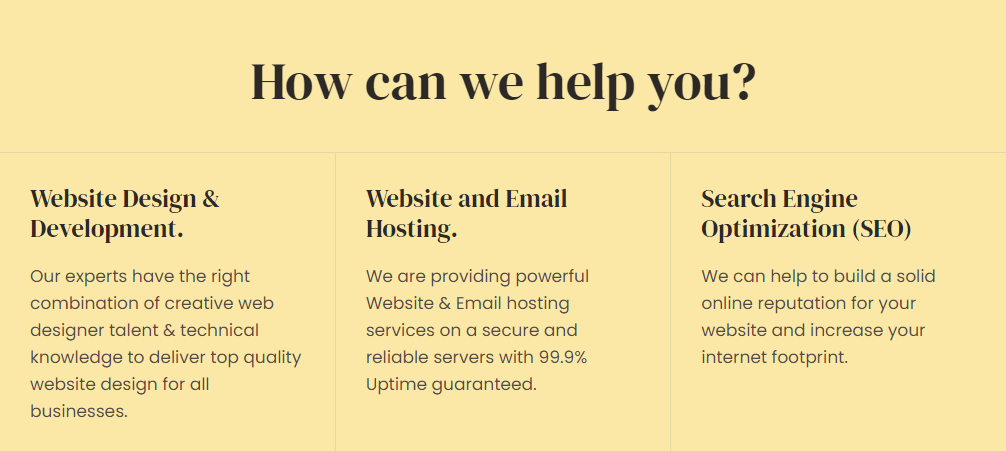 How can we help you?
Website Design &
Development.
Our experts have the right
combination of creative web
designer talent & technical
knowledge to deliver top quality
website design for all
businesses.
Website and Email
Hosting.
We are providing powerful
Website & Email hosting
services on a secure and
reliable servers with 99.9%
Uptime guaranteed.
Search Engine
Optimization (SEO)
We can help to build a solid
online reputation for your
website and increase your
internet footprint.